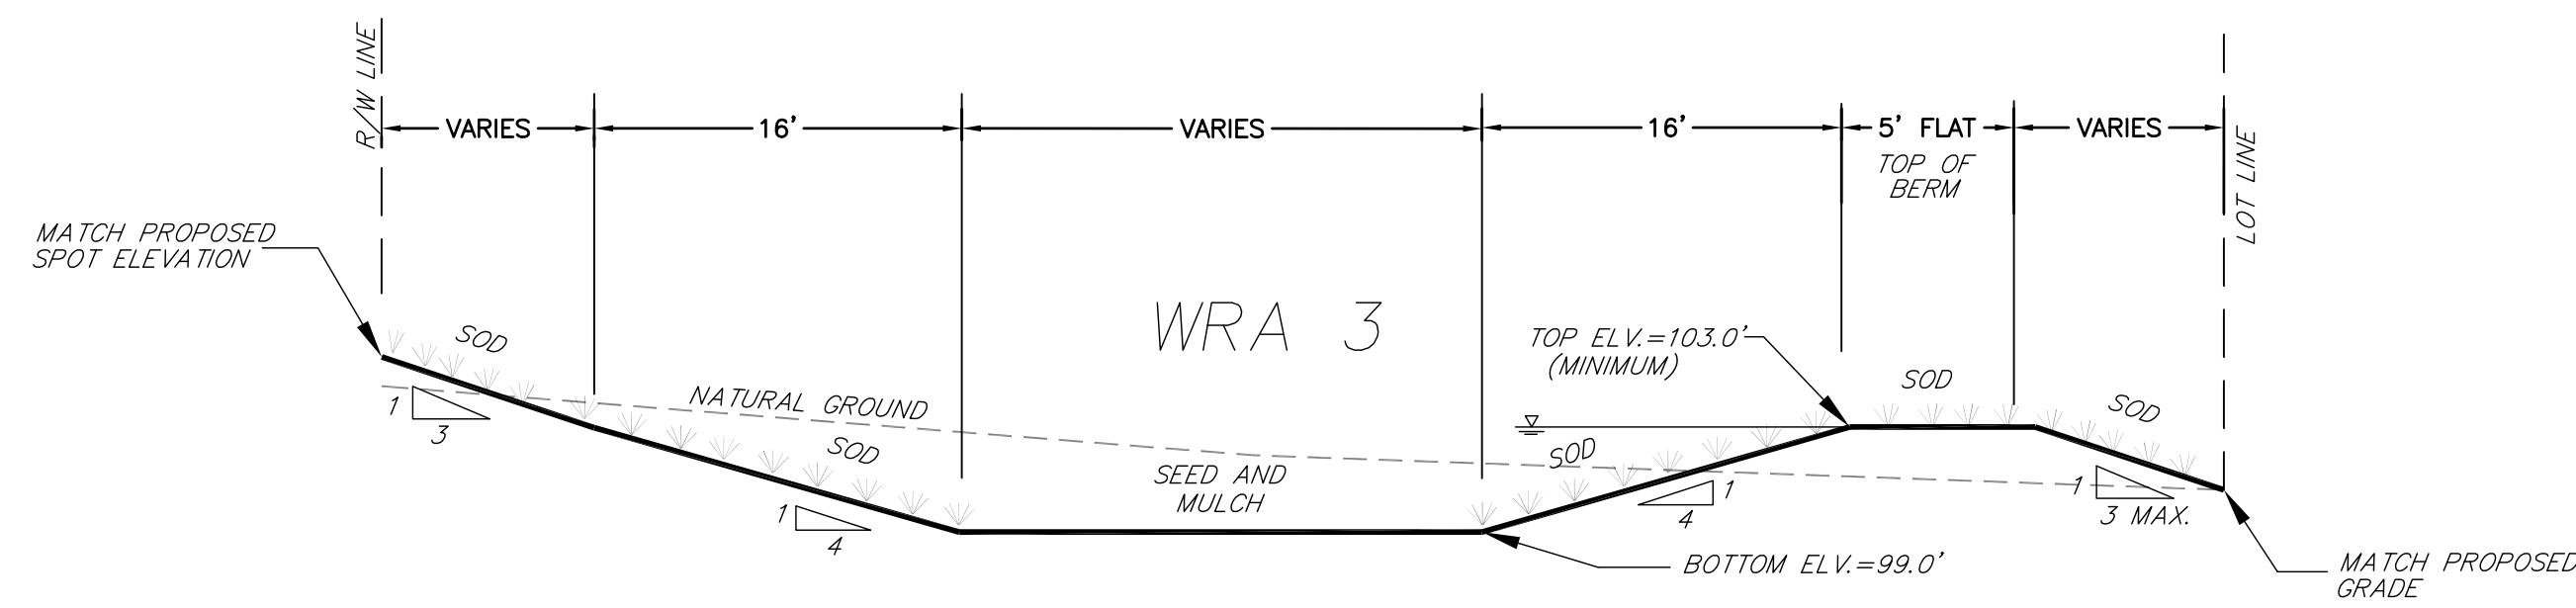 R/W LINE
VARIES
16'
VARIES
16'
5' FLAT
VARIES
TOP OF
BERM
LOT LINE
MATCH PROPOSED
SPOT ELEVATION
SOD
WRA 3
TOP ELV.=103.0'
(MINIMUM)
SOD
SOD
1
3
NATURAL GROUND
SOD
SOD
SEED AND
MULCH
1
4
1
4
1
3 MAX.
BOTTOM ELV.=99.0'
MATCH PROPOSED
GRADE